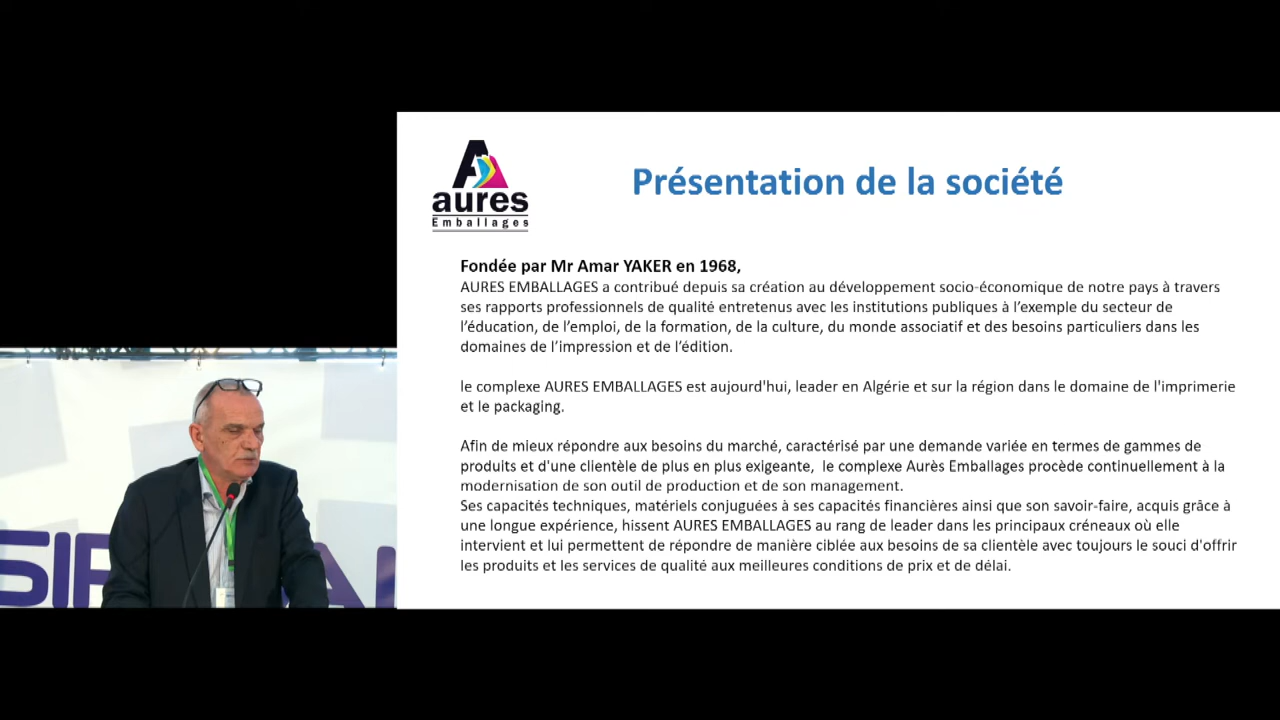 aures
Emballages
Présentation de la société
Fondée par Mr Amar YAKER en 1968,
AURES EMBALLAGES a contribué depuis sa création au développement socio-économique de notre pays à travers
ses rapports professionnels de qualité entretenus avec les institutions publiques à l’exemple du secteur de
l’éducation, de l’emploi, de la formation, de la culture, du monde associatif et des besoins particuliers dans les
domaines de l’impression et de l’édition.
le complexe AURES EMBALLAGES est aujourd'hui, leader en Algérie et sur la région dans le domaine de l'imprimerie
et le packaging.
Afin de mieux répondre aux besoins du marché, caractérisé par une demande variée en termes de gammes de
produits et d'une clientèle de plus en plus exigeante,  le complexe Aurès Emballages procède continuellement à la
modernisation de son outil de production et de son management.
Ses capacités techniques, matériels conjuguées à ses capacités financières ainsi que son savoir-faire, acquis grâce à
une longue expérience, hissent AURES EMBALLAGES au rang de leader dans les principaux créneaux où elle
intervient et lui permettent de répondre de manière ciblée aux besoins de sa clientèle avec toujours le souci d'offrir
les produits et les services de qualité aux meilleures conditions de prix et de délai.